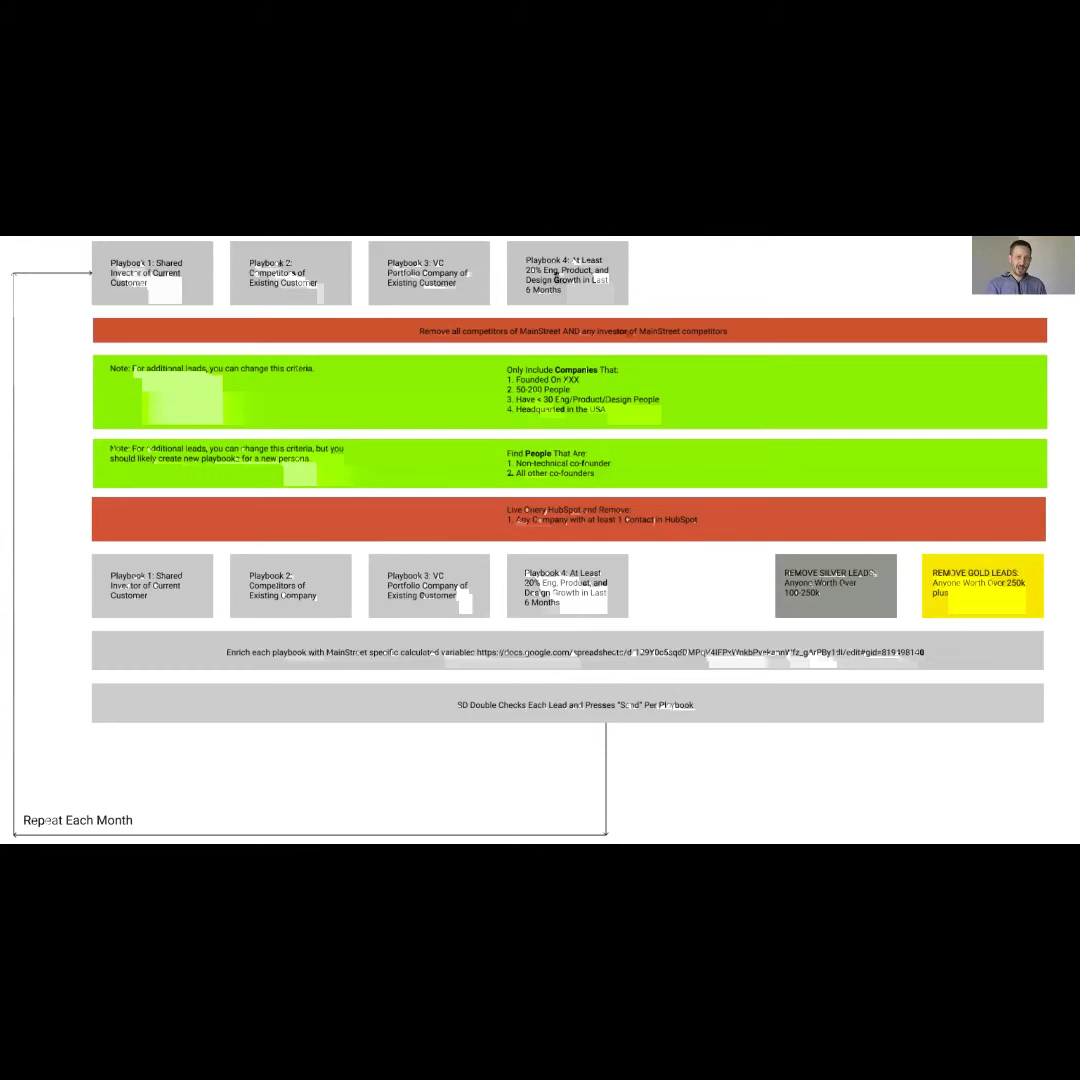 Playbook 1: Shared
Investor of Current
Customer
Playbook 2:
Competitors of
Existing Customer
Playbook 3: VC
Portfolio Company of
Existing Customer
Playbook 4: At Least
20% Eng, Product, and
Design Growth in Last
6 Months
Remove all competitors of MainStreet AND any investor of MainStreet competitors
Note: For additional leads, you can change this criteria.
Only Include Companies That:
1. Founded On XXX
2. 50-200 People
3. Have < 30 Eng/Product/Design People
4. Headquarted in the USA
Note: For additional leads, you can change this criteria, but you
should likely create new playbooks for a new persona.
Find People That Are:
1. Non-technical co-founder
2. All other co-founders
Live Query HubSpot and Remove:
1. Any Company with at least 1 Contact in HubSpot
Playbook 1: Shared
Investor of Current
Customer
Playbook 2:
Competitors of
Existing Company
Playbook 3: VC
Portfolio Company of
Existing Customer
Playbook 4: At Least
20% Eng, Product, and
Design Growth in Last
6 Months
REMOVE SILVER LEADS:
Anyone Worth Over
100-250k
REMOVE GOLD LEADS:
Anyone Worth Over 250k
plus
Enrich each playbook with MainStreet specific calculated variables
SD Double Checks Each Lead and Presses "Send" Per Playbook
Repeat Each Month